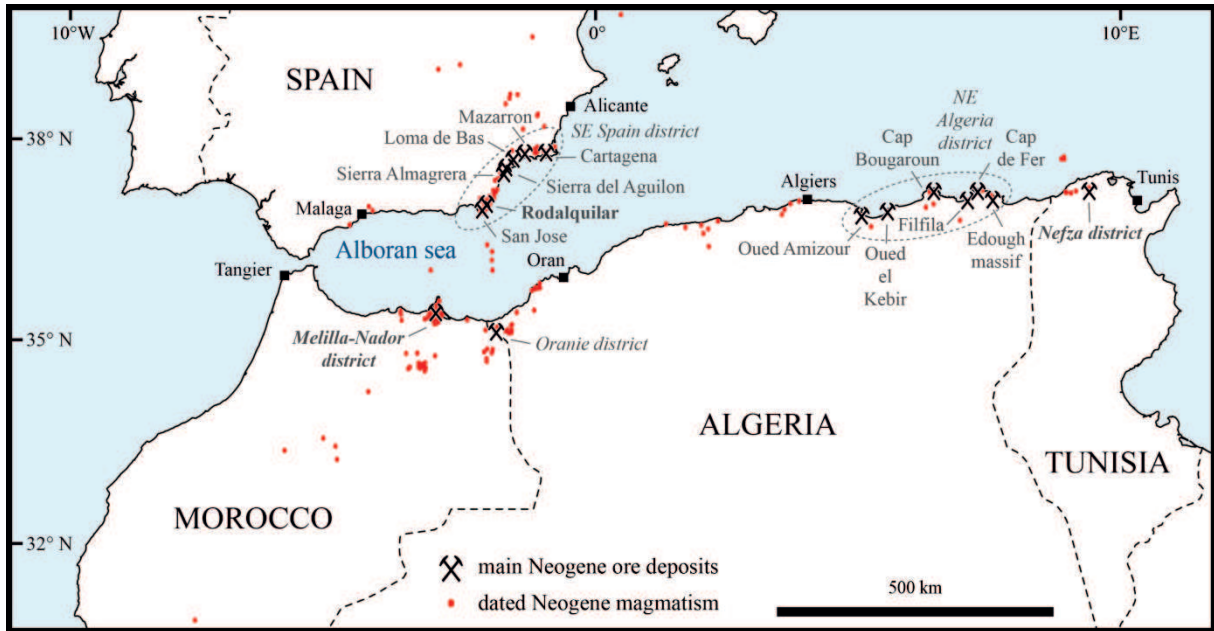 10°W
0°
10°E
SPAIN
Alicante
Mazarron
SE Spain district
NE
Algeria
district
38° N
Loma de Bas
Cartagena
Cap
Bougaroun
Cap
de Fer
Sierra Almagrera
Sierra del Aguilon
Algiers
Tunis
Malaga
Rodalquilar
San Jose
Filfila
Nefza district
Alboran sea
Oued Amizour
Edough
massif
Tangier
Oran
Oued
el
Kebir
35° N
Melilla-Nador
district
Oranie district
ALGERIA
TUNISIA
MOROCCO
32° N
main Neogene ore deposits
dated Neogene magmatism
500 km